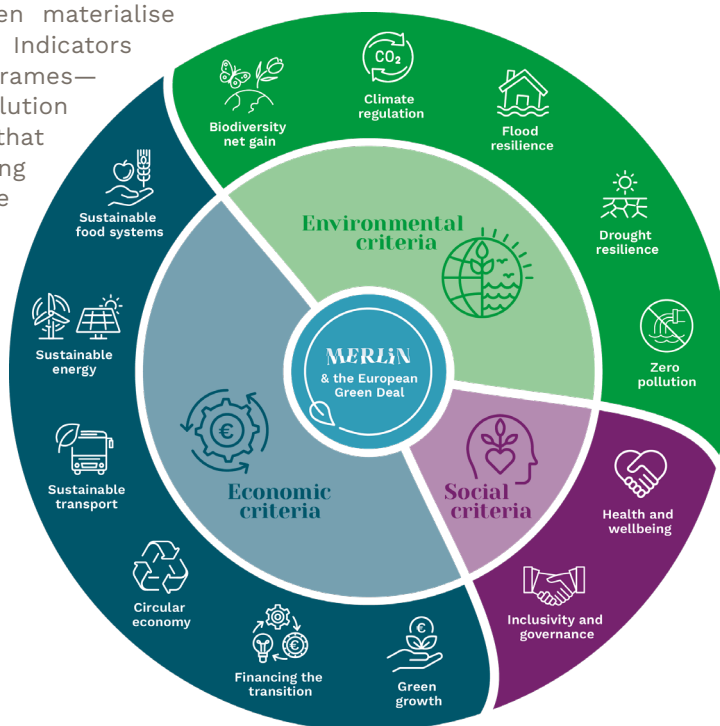 en materialise
Indicators
rames—
lution
that
ng
e
Biodiversity
net gain
CO₂
Climate
regulation
Flood
resilience
Drought
resilience
Zero
pollution
Environmental
criteria
Sustainable
food systems
Sustainable
energy
Sustainable
transport
Circular
economy
Financing the
transition
€
€
Green
growth
€
Economic
criteria
MERLiN
& the European
Green Deal
Social
criteria
Health and
wellbeing
Inclusivity and
governance